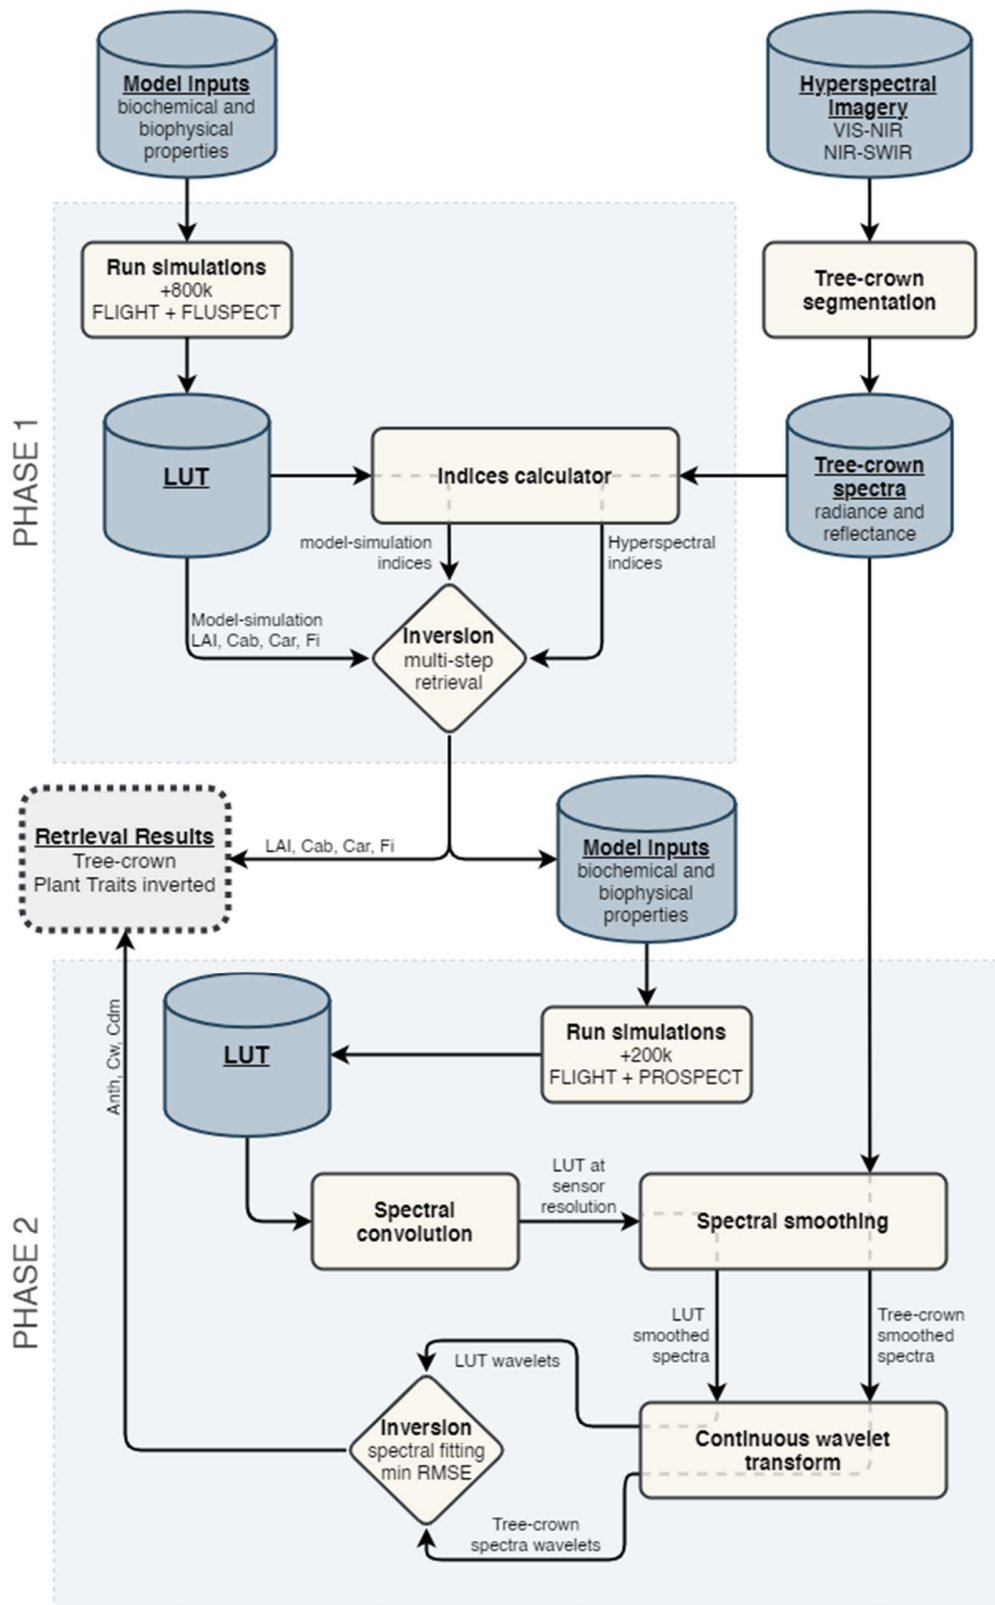 Model Inputs
biochemical and
biophysical
properties
Hyperspectral
Imagery
VIS-NIR
NIR-SWIR
PHASE 1
Run simulations
+800k
FLIGHT + FLUSPECT
Tree-crown
segmentation
LUT
Indices calculator
Tree-crown
spectra
radiance and
reflectance
model-simulation
indices
Hyperspectral
indices
Model-simulation
LAI, Cab, Car, Fi
Inversion
multi-step
retrieval
Retrieval Results
Tree-crown
Plant Traits inverted
LAI, Cab, Car, Fi
Model Inputs
biochemical and
biophysical
properties
PHASE 2
Anth, Cw, Cdm
LUT
Run simulations
+200k
FLIGHT + PROSPECT
Spectral
convolution
LUT at
sensor
resolution
Spectral smoothing
LUT
smoothed
spectra
Tree-crown
smoothed
spectra
LUT wavelets
Inversion
spectral fitting
min RMSE
Continuous wavelet
transform
Tree-crown
spectra wavelets